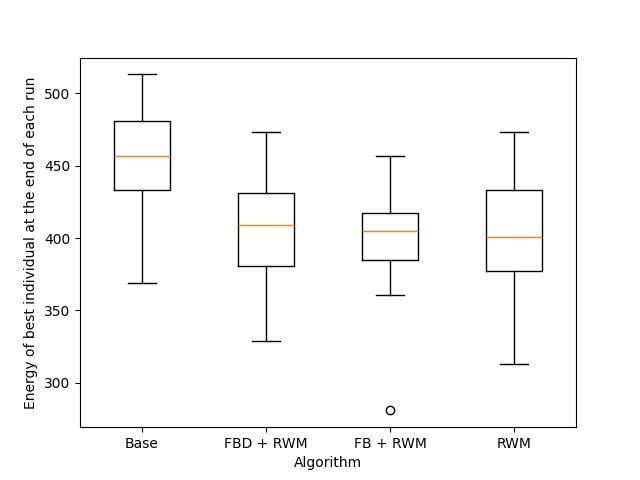 Energy of best individual at the end of each run
500
450
400
350
300
Base
FBD + RWM
FB + RWM
RWM
Algorithm